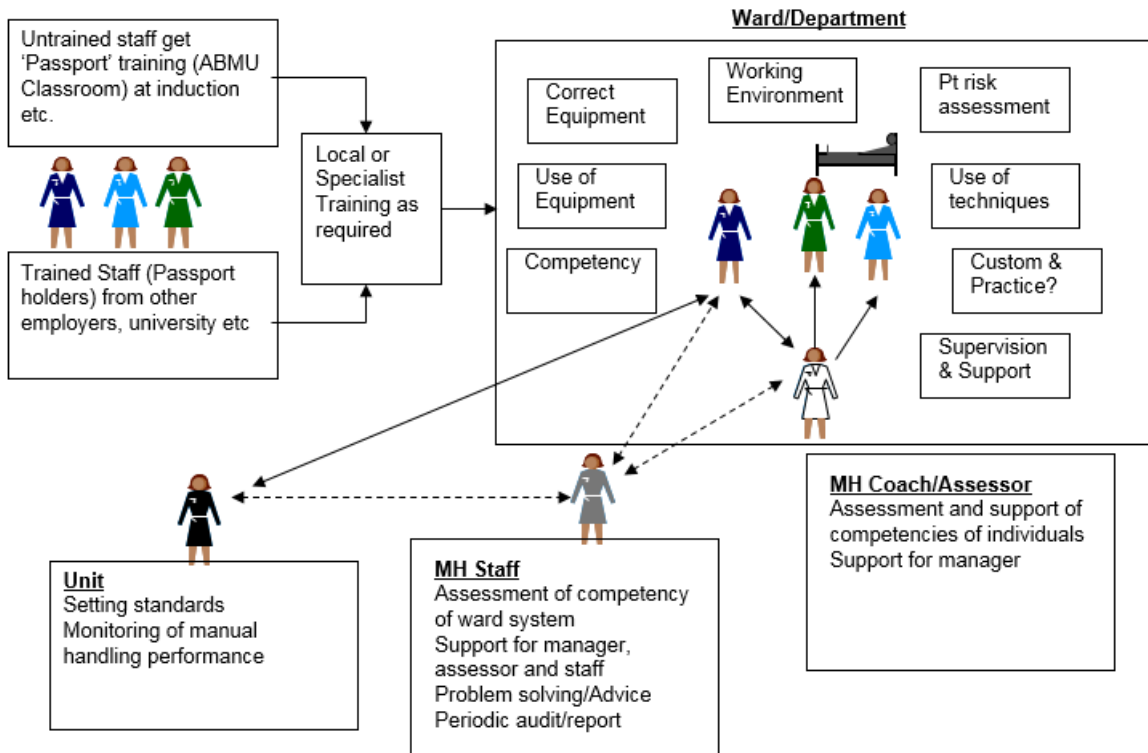 Ward/Department
Untrained staff get
‘Passport’ training (ABMU
Classroom) at induction
etc.
Trained Staff (Passport
holders) from other
employers, university etc
Local or
Specialist
Training as
required
Correct
Equipment
Working
Environment
Pt risk
assessment
Use of
Equipment
Use of
techniques
Competency
Custom &
Practice?
Supervision
& Support
Unit
Setting standards
Monitoring of manual
handling performance
MH Staff
Assessment of competency
of ward system
Support for manager,
assessor and staff
Problem solving/Advice
Periodic audit/report
MH Coach/Assessor
Assessment and support of
competencies of individuals
Support for manager